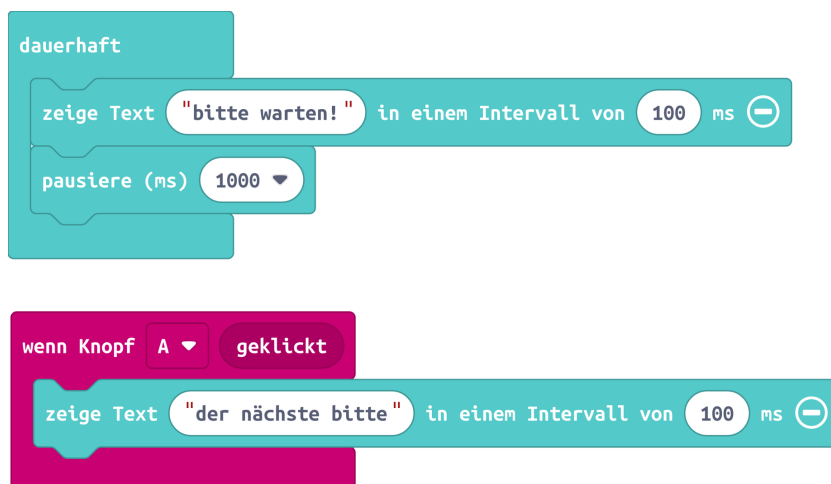 dauerhaft
zeige Text "bitte warten!" in einem Intervall von 100 ms
pausiere (ms) 1000
wenn Knopf A geklickt
zeige Text "der nächste bitte" in einem Intervall von 100 ms